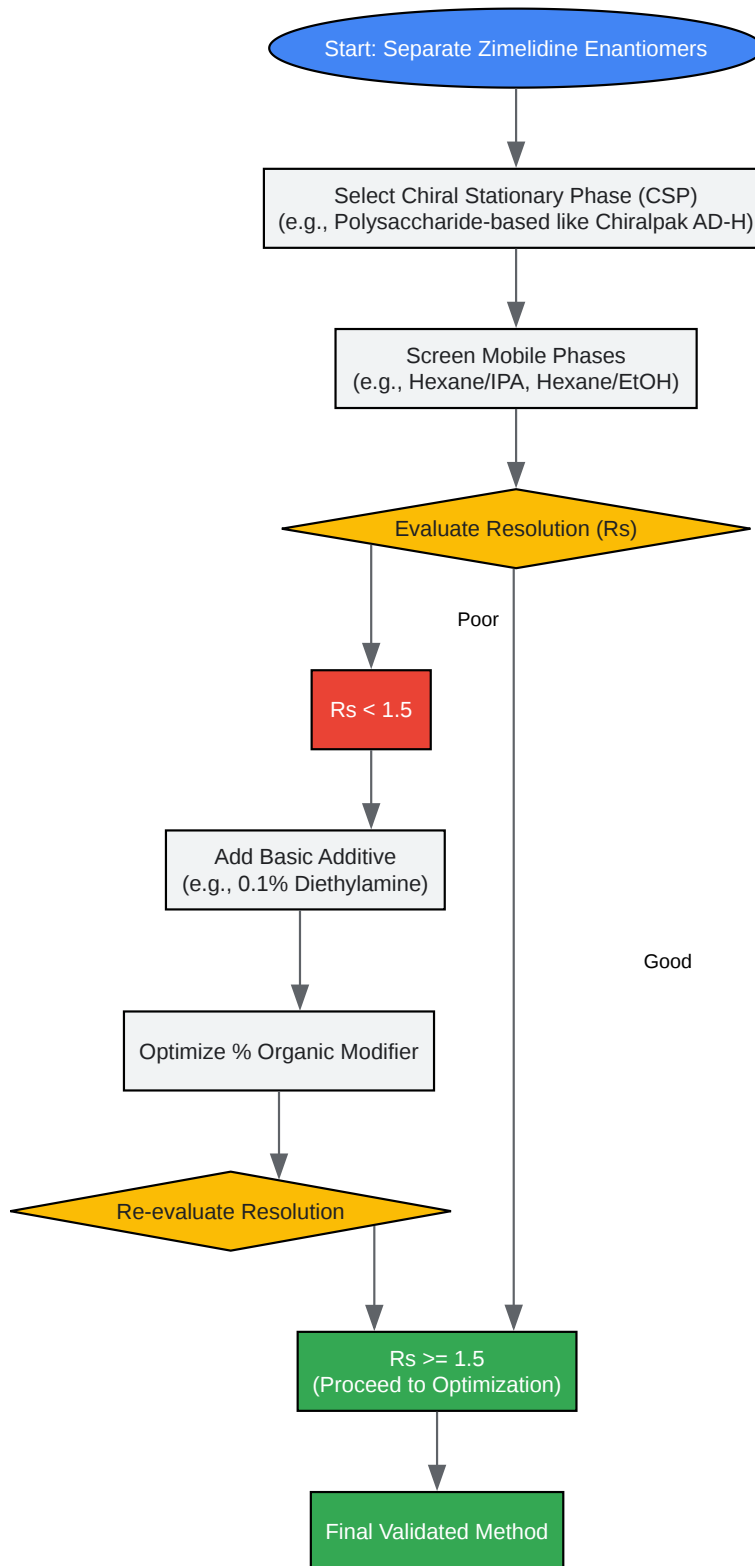 Start: Separate Zimelidine Enantiomers
Select Chiral Stationary Phase (CSP)
(e.g., Polysaccharide-based like Chiralpak AD-H)
Screen Mobile Phases
(e.g., Hexane/IPA, Hexane/EtOH)
Evaluate Resolution (Rs)
Poor
Rs < 1.5
Add Basic Additive
(e.g., 0.1% Diethylamine)
Good
Optimize % Organic Modifier
Re-evaluate Resolution
Rs >= 1.5
(Proceed to Optimization)
Final Validated Method